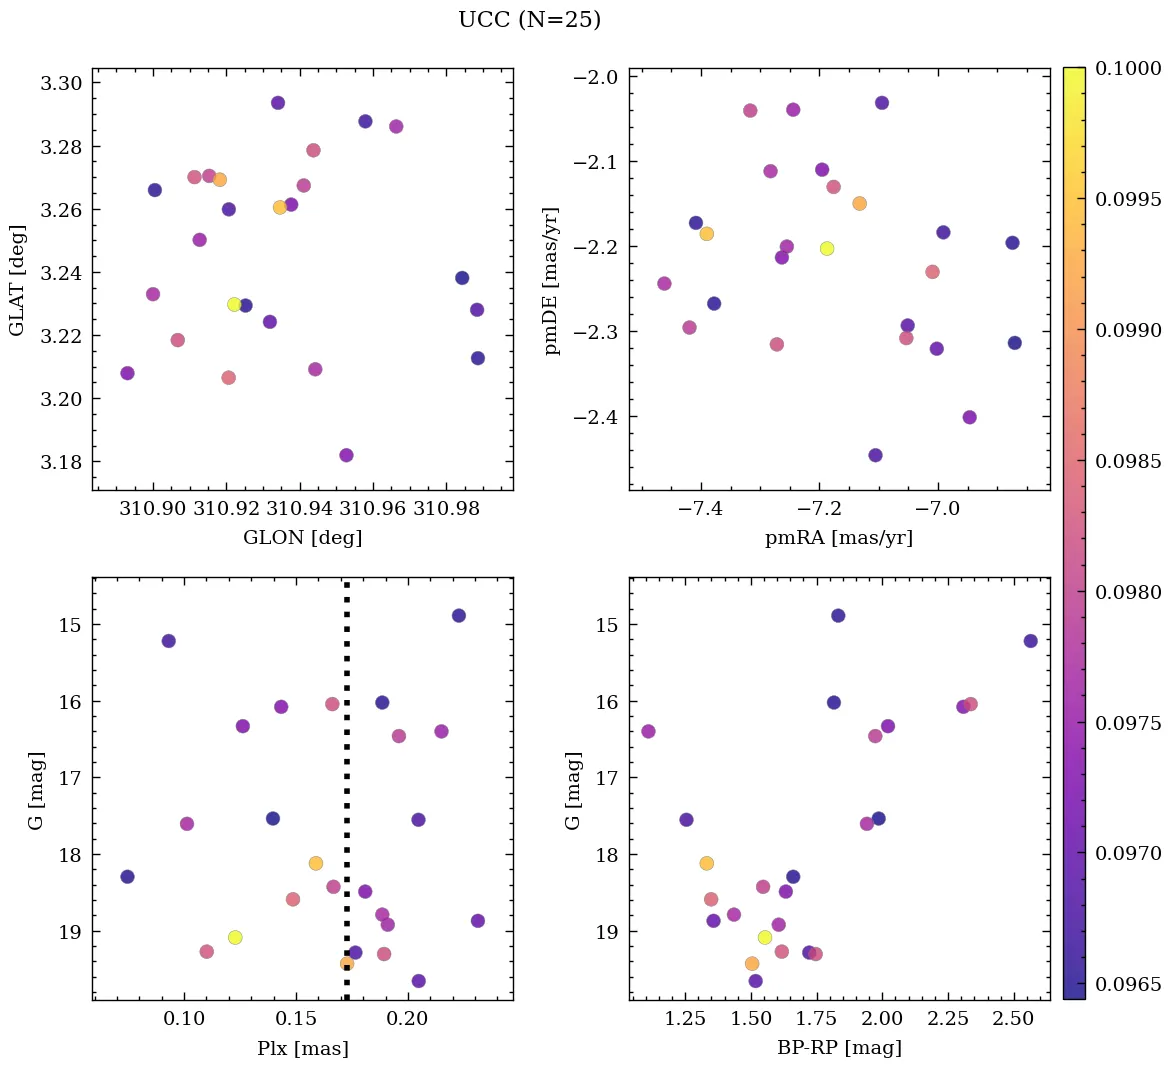 UCC (N=25)
3.30
3.28
3.26
3.24
3.22
3.20
3.18
GLAT [deg]
310.90 310.92 310.94 310.96 310.98
GLON [deg]
−2.0
−2.1
−2.2
−2.3
−2.4
pmDE [mas/yr]
−7.4 −7.2 −7.0
pmRA [mas/yr]
0.1000
0.0995
0.0990
0.0985
0.0980
0.0975
0.0970
0.0965
15
16
17
18
19
G [mag]
0.10 0.15 0.20
Plx [mas]
15
16
17
18
19
G [mag]
1.25 1.50 1.75 2.00 2.25 2.50
BP-RP [mag]